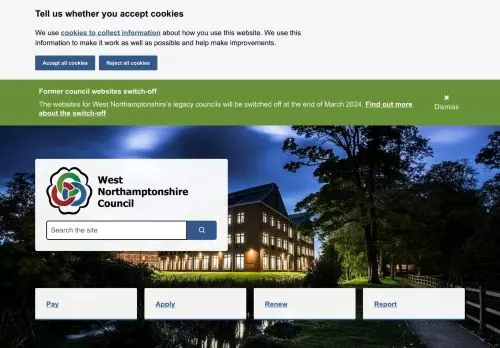 Tell us whether you accept cookies
We use cookies to collect information about how you use this website. We use
this information to make it work as well as possible and help make improvements.
Accept all cookies
Reject all cookies
Former council websites switch-off
The websites for West Northamptonshire's legacy councils will be switched off at the end of March 2024. Find out more
about the switch-off
×
Dismiss
West
Northamptonshire
Council
Search the site
Pay
Apply
Renew
Report